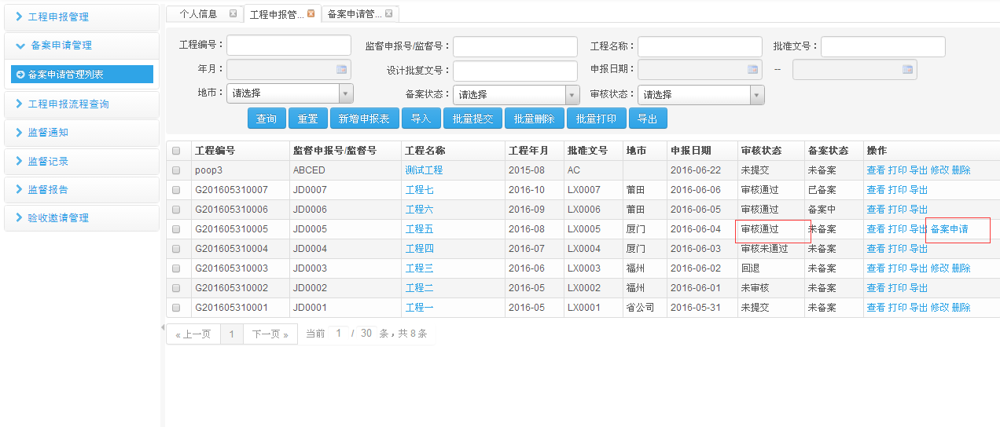 工程申报管理
备案申请管理
备案申请管理列表
工程申报流程查询
监督通知
监督记录
监督报告
验收邀请管理
个人信息 工程申报管... 备案申请管...
工程编号： 监督申报号/监督号： 工程名称： 批准文号：
年月： 设计批复文号： 申报日期： --
地市： 请选择 备案状态： 请选择 审核状态： 请选择
查询 重置 新增申报表 导入 批量提交 批量删除 批量打印 导出
工程编号 监督申报号/监督号 工程名称 工程年月 批准文号 地市 申报日期 审核状态 备案状态 操作
poop3 ABCED 测试工程 2015-08 AC 2016-06-22 未提交 未备案 查看 打印 导出 修改 删除
G201605310007 JD0007 工程七 2016-10 LX0007 莆田 2016-06-06 审核通过 已备案 查看 打印 导出
G201605310006 JD0006 工程六 2016-09 LX0006 莆田 2016-06-05 审核通过 备案中 查看 打印 导出
G201605310005 JD0005 工程五 2016-08 LX0005 厦门 2016-06-04 审核通过 未备案 查看 打印 导出 备案申请
G201605310004 JD0004 工程四 2016-07 LX0004 厦门 2016-06-03 审核未通过 未备案 查看 打印 导出
G201605310003 JD0003 工程三 2016-06 LX0003 福州 2016-06-02 回退 未备案 查看 打印 导出 修改 删除
G201605310002 JD0002 工程二 2016-05 LX0002 福州 2016-06-01 未审核 未备案 查看 打印 导出
G201605310001 JD0001 工程一 2016-05 LX0001 省公司 2016-05-31 未提交 未备案 查看 打印 导出 修改 删除
« 上一页 1 下一页 » 当前 1 / 30 条，共 8 条